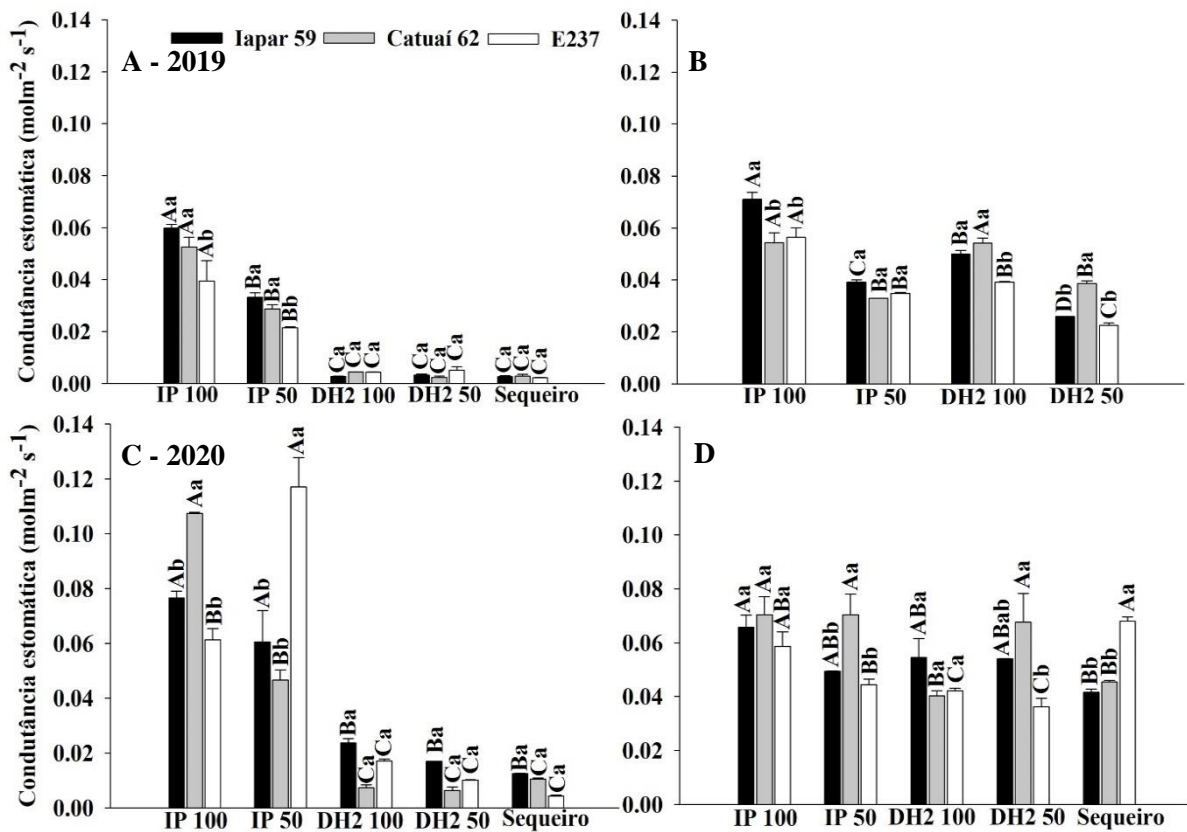 Iapar 59 Catuaí 62 E237
A - 2019
Condutância estomática (molm⁻² s⁻¹)
0.14
0.12
0.10
0.08
0.06
0.04
0.02
0.00
Aa Aa Ab Ba Ba Bb Ca Ca Ca Ca Ca Ca Ca Ca Ca
IP 100 IP 50 DH2 100 DH2 50 Sequeiro
B
0.14
0.12
0.10
0.08
0.06
0.04
0.02
0.00
Aa Ab Ab Ca Ba Ba Ba Aa Bb Db Ba Cb
IP 100 IP 50 DH2 100 DH2 50
C - 2020
Condutância estomática (molm⁻² s⁻¹)
0.14
0.12
0.10
0.08
0.06
0.04
0.02
0.00
Ab Aa Bb Ab Bb Aa Ba Ca Ca Ba Ca Ca Ba Ca Ca
IP 100 IP 50 DH2 100 DH2 50 Sequeiro
D
0.14
0.12
0.10
0.08
0.06
0.04
0.02
0.00
Aa Aa ABa ABb Aa Bb ABa Ba Ca ABab Aa Cb Bb Bb Aa
IP 100 IP 50 DH2 100 DH2 50 Sequeiro